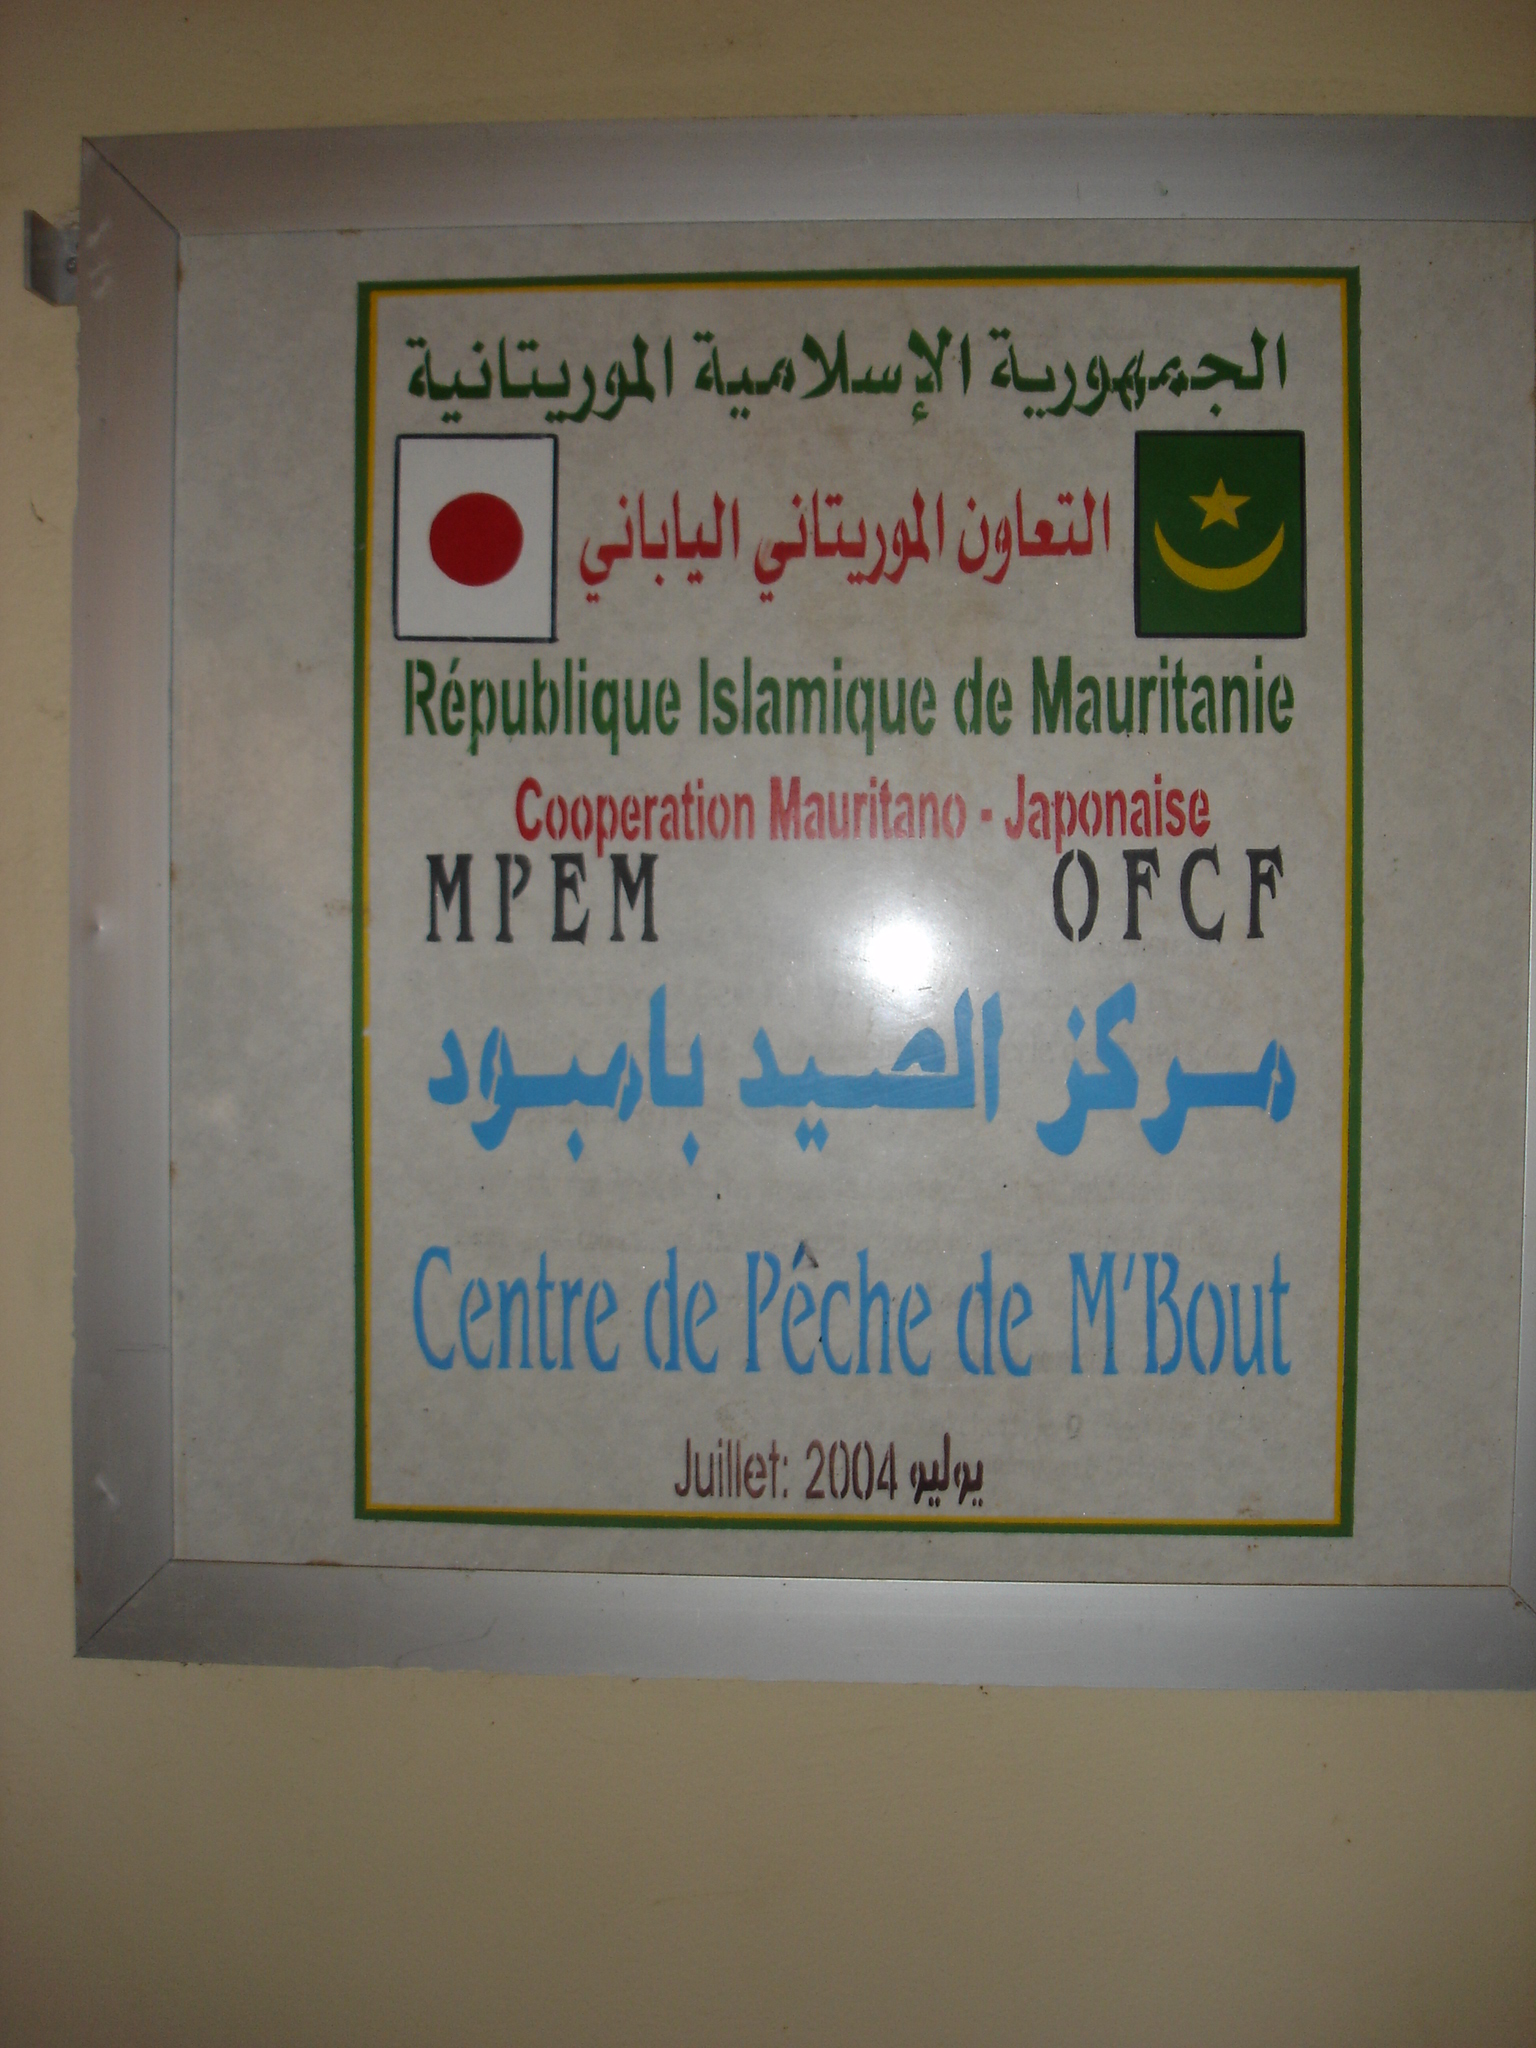 الجمهورية الإسلامية الموريتانية
التعاون الموريتاني الياباني
République Islamique de Mauritanie
Cooperation Mauritano - Japonaise
MPEM OFCF
مركز الصيد بامبود
Centre de Pêche de M'Bout
Juillet: 2004 يوليو